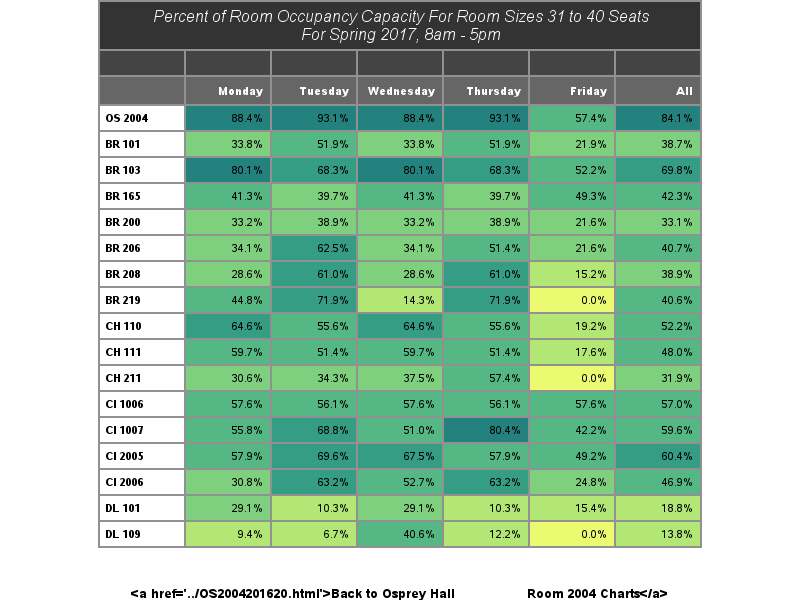 Percent of Room Occupancy Capacity For Room Sizes 31 to 40 Seats
For Spring 2017, 8am - 5pm
Monday Tuesday Wednesday Thursday Friday All
OS 2004 88.4% 93.1% 88.4% 93.1% 57.4% 84.1%
BR 101 33.8% 51.9% 33.8% 51.9% 21.9% 38.7%
BR 103 80.1% 68.3% 80.1% 68.3% 52.2% 69.8%
BR 165 41.3% 39.7% 41.3% 39.7% 49.3% 42.3%
BR 200 33.2% 38.9% 33.2% 38.9% 21.6% 33.1%
BR 206 34.1% 62.5% 34.1% 51.4% 21.6% 40.7%
BR 208 28.6% 61.0% 28.6% 61.0% 15.2% 38.9%
BR 219 44.8% 71.9% 14.3% 71.9% 0.0% 40.6%
CH 110 64.6% 55.6% 64.6% 55.6% 19.2% 52.2%
CH 111 59.7% 51.4% 59.7% 51.4% 17.6% 48.0%
CH 211 30.6% 34.3% 37.5% 57.4% 0.0% 31.9%
CI 1006 57.6% 56.1% 57.6% 56.1% 57.6% 57.0%
CI 1007 55.8% 68.8% 51.0% 80.4% 42.2% 59.6%
CI 2005 57.9% 69.6% 67.5% 57.9% 49.2% 60.4%
CI 2006 30.8% 63.2% 52.7% 63.2% 24.8% 46.9%
DL 101 29.1% 10.3% 29.1% 10.3% 15.4% 18.8%
DL 109 9.4% 6.7% 40.6% 12.2% 0.0% 13.8%
<a href='../OS2004201620.html'>Back to Osprey Hall Room 2004 Charts</a>